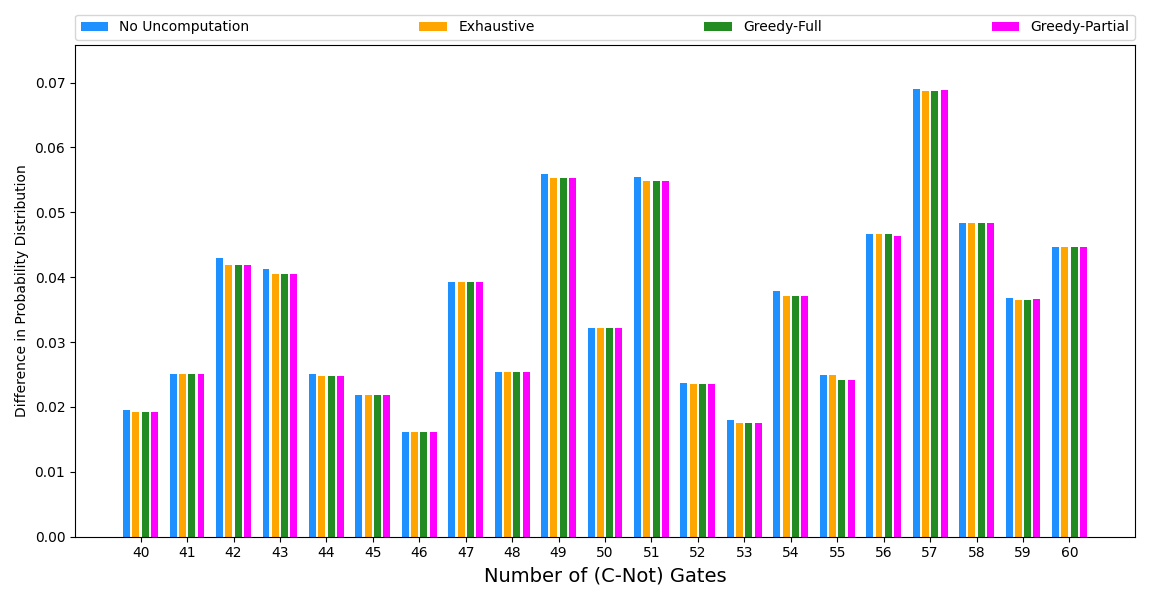 No Uncomputation Exhaustive Greedy-Full Greedy-Partial
Difference in Probability Distribution
0.07
0.06
0.05
0.04
0.03
0.02
0.01
0.00
40 41 42 43 44 45 46 47 48 49 50 51 52 53 54 55 56 57 58 59 60
Number of (C-Not) Gates